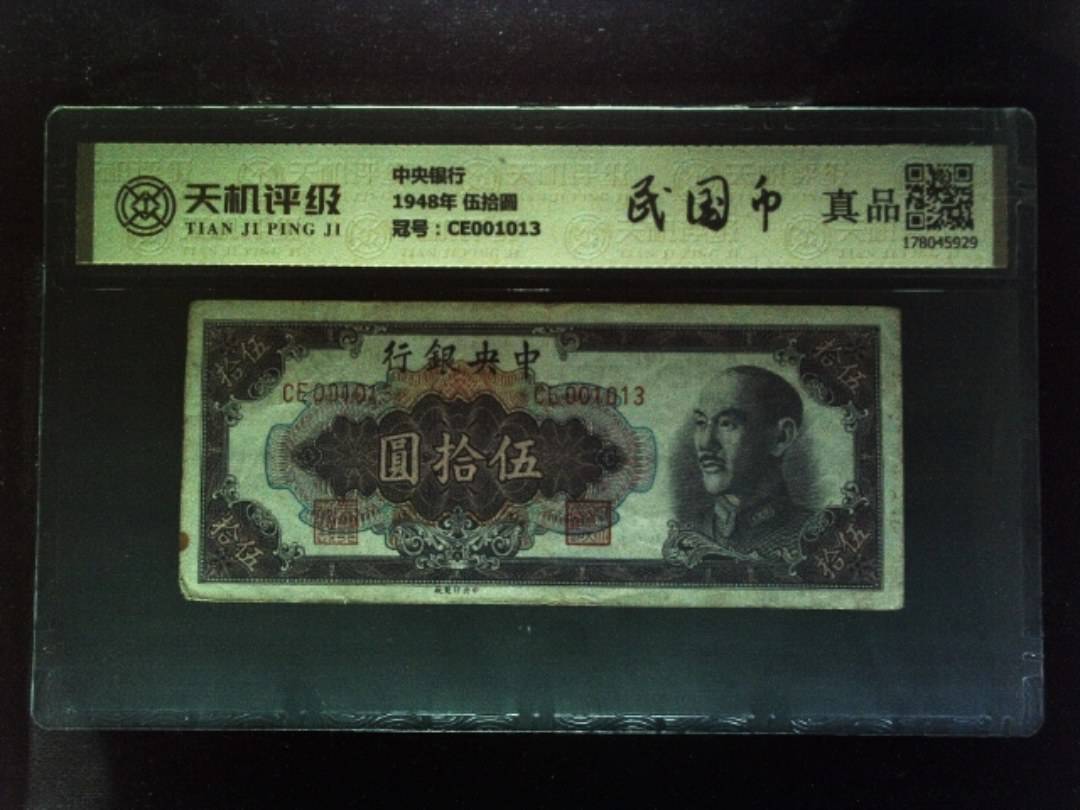 天机评级
TIAN JI PING JI
中央银行
1948年 伍拾圆
冠号：CE001013
民国币
真品
178045929
拾伍
行銀央中
拾伍
CE00101
CE001013
圓拾伍
拾伍
拾伍